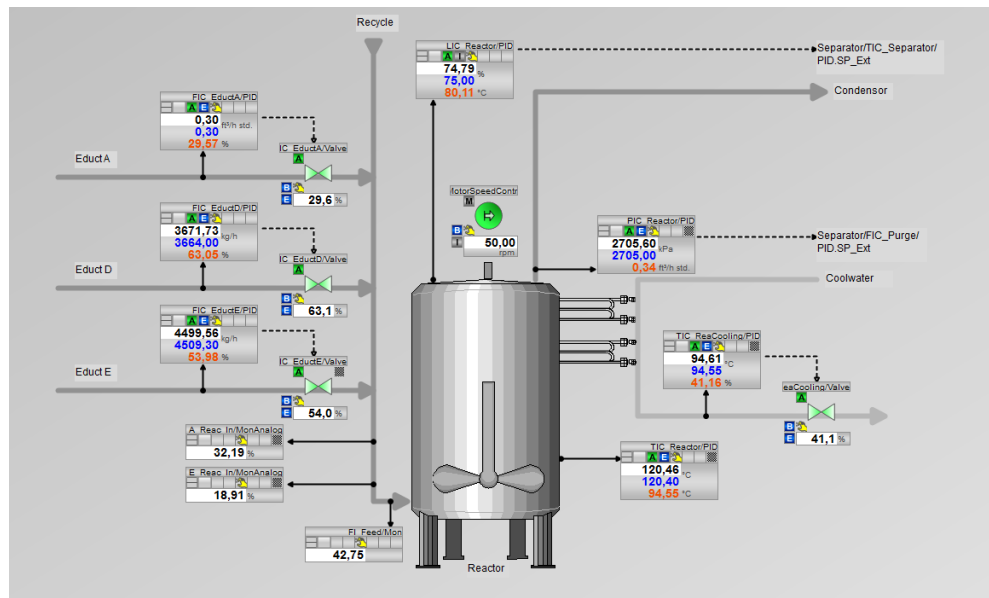 Recycle
LIC_Reactor/PID
A I
74,79
75,00 %
80,11 °C
Separator/TIC_Separator/
PID.SP_Ext
Condensor
FIC_EductA/PID
A E
0,30
0,30 ft³/h std.
29,57 %
Educt A
IC_EductA/Valve
A
B
E 29,6 %
FIC_EductD/PID
A E
3671,73
3664,00 kg/h
63,05 %
Educt D
IC_EductD/Valve
A
B
E 63,1 %
FIC_EductE/PID
A E
4499,56
4509,30 kg/h
53,98 %
Educt E
IC_EductE/Valve
A
B
E 54,0 %
A_Reac_In/MonAnalog
32,19 %
E_Reac_In/MonAnalog
18,91 %
FI_Feed/Mon
42,75
otorSpeedContr
M
B
I 50,00
rpm
PIC_Reactor/PID
A E
2705,60
2705,00 kPa
0,34 ft³/h std.
Separator/FIC_Purge/
PID.SP_Ext
Coolwater
TIC_ReaCooling/PID
A E
94,61
94,55 °C
41,16 %
eaCooling/Valve
A
B
E 41,1 %
TIC_Reactor/PID
A E
120,46
120,40
94,55 °C
Reactor